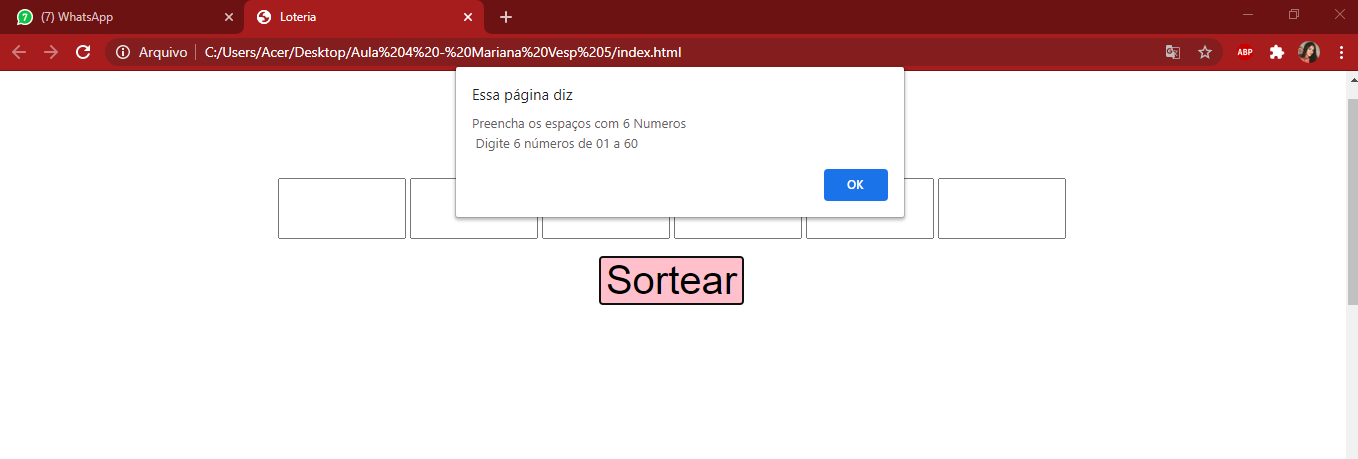 7 (7) WhatsApp
Loteria
Arquivo C:/Users/Acer/Desktop/Aula%204%20-%20Mariana%20Vesp%205/index.html
ABP
Essa página diz
Preencha os espaços com 6 Numeros
Digite 6 números de 01 a 60
OK
Sortear